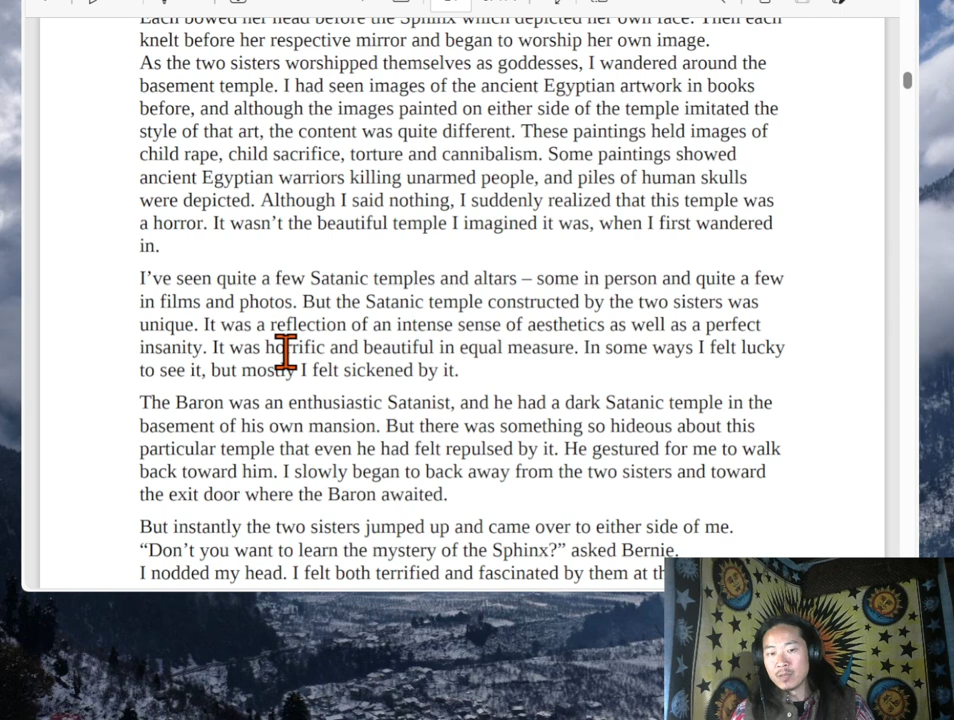 Each bowed her head before the Sphinx which depicted her own face. Then each
knelt before her respective mirror and began to worship her own image.
As the two sisters worshipped themselves as goddesses, I wandered around the
basement temple. I had seen images of the ancient Egyptian artwork in books
before, and although the images painted on either side of the temple imitated the
style of that art, the content was quite different. These paintings held images of
child rape, child sacrifice, torture and cannibalism. Some paintings showed
ancient Egyptian warriors killing unarmed people, and piles of human skulls
were depicted. Although I said nothing, I suddenly realized that this temple was
a horror. It wasn’t the beautiful temple I imagined it was, when I first wandered
in.
I’ve seen quite a few Satanic temples and altars – some in person and quite a few
in films and photos. But the Satanic temple constructed by the two sisters was
unique. It was a reflection of an intense sense of aesthetics as well as a perfect
insanity. It was horrific and beautiful in equal measure. In some ways I felt lucky
to see it, but mostly I felt sickened by it.
The Baron was an enthusiastic Satanist, and he had a dark Satanic temple in the
basement of his own mansion. But there was something so hideous about this
particular temple that even he had felt repulsed by it. He gestured for me to walk
back toward him. I slowly began to back away from the two sisters and toward
the exit door where the Baron awaited.
But instantly the two sisters jumped up and came over to either side of me.
“Don’t you want to learn the mystery of the Sphinx?” asked Bernie.
I nodded my head. I felt both terrified and fascinated by them at